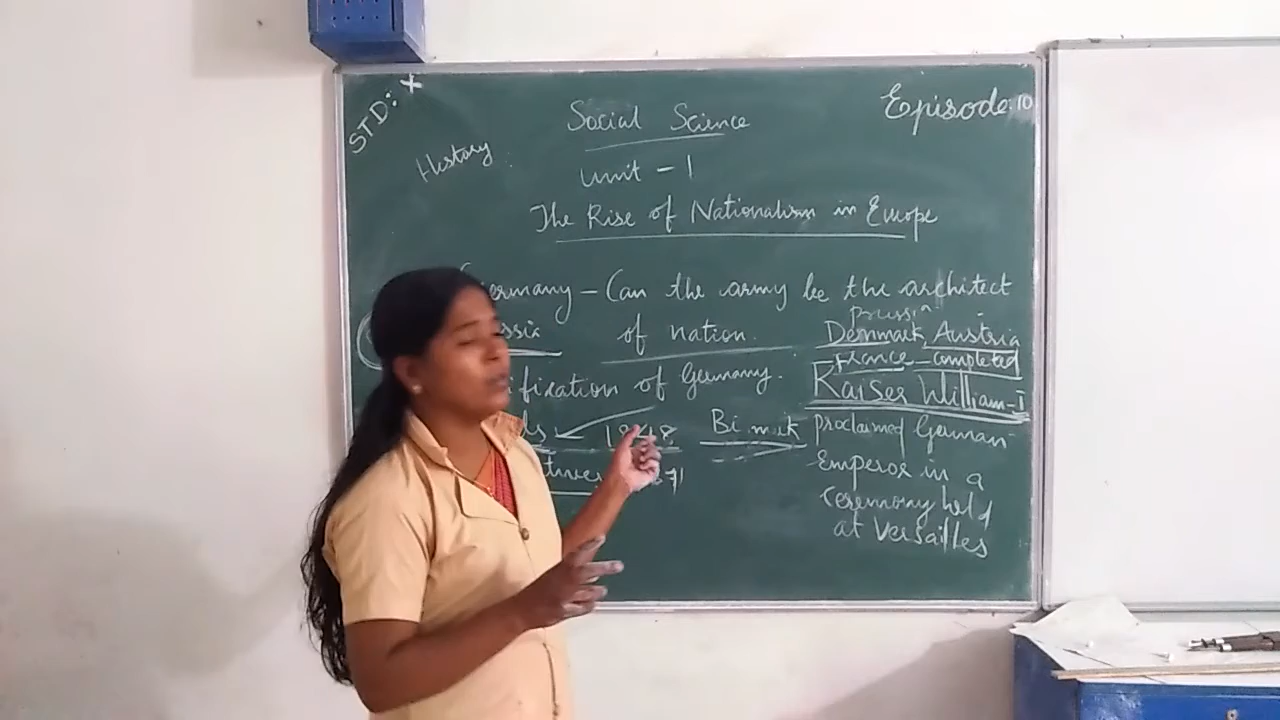 STD: X
Episode: 10
Social Science
History:
Unit - 1
The Rise of Nationalism in Europe
Germany - Can the army be the architect
of nation.
prussia
Denmark, Austria
France - completed
ification of Germany.
Kaiser William-I
1848
proclaimed German
Emperor in a
ceremony held
at Versailles